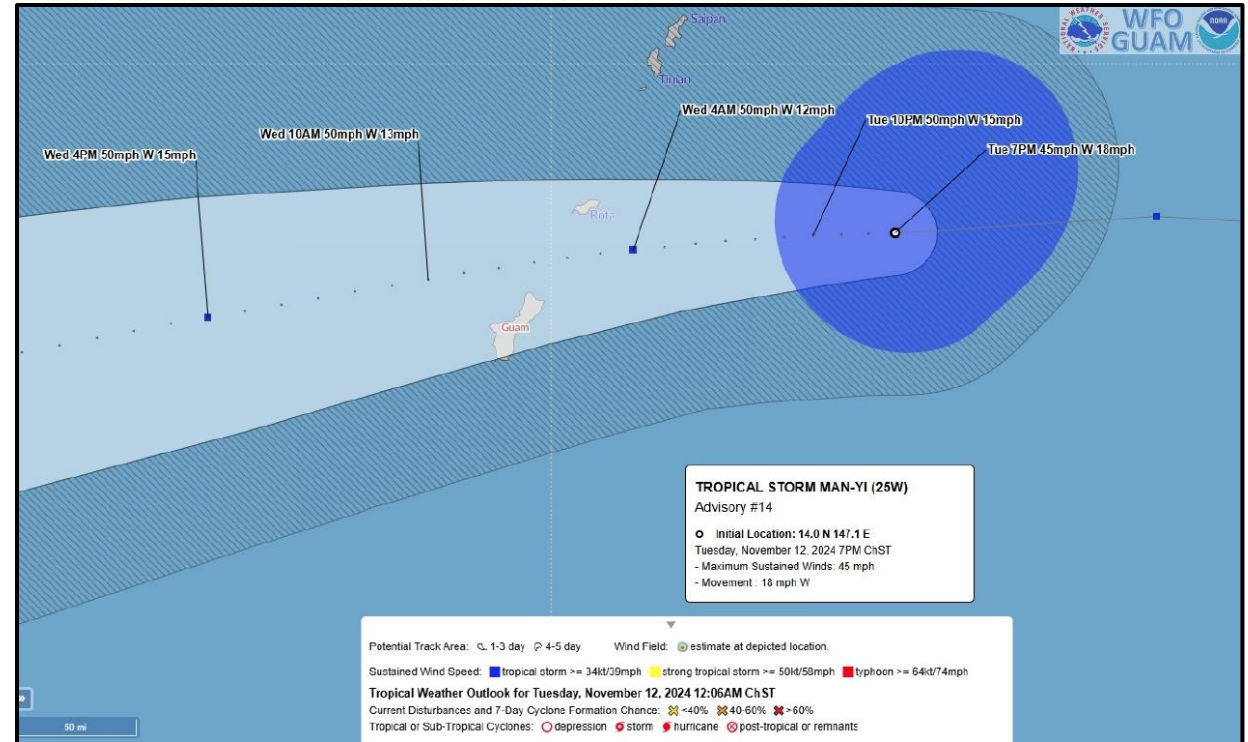 Saipan
WFO
GUAM
NATIONAL WEATHER SERVICE
NOAA
Tinian
Wed 4AM 50mph W 12mph
Tue 10PM 50mph W 15mph
Wed 10AM 50mph W 13mph
Wed 4PM 50mph W 15mph
Tue 7PM 45mph W 18mph
Rota
Guam
TROPICAL STORM MAN-YI (25W)
Advisory #14
Initial Location: 14.0 N 147.1 E
Tuesday, November 12, 2024 7PM ChST
- Maximum Sustained Winds: 45 mph
- Movement : 18 mph W
Potential Track Area: 1-3 day 4-5 day Wind Field: estimate at depicted location.
Sustained Wind Speed: tropical storm >= 34kt/39mph strong tropical storm >= 50kt/58mph typhoon >= 64kt/74mph
Tropical Weather Outlook for Tuesday, November 12, 2024 12:06AM ChST
Current Disturbances and 7-Day Cyclone Formation Chance: <40% 40-60% >60%
Tropical or Sub-Tropical Cyclones: depression storm hurricane post-tropical or remnants
»
50 mi